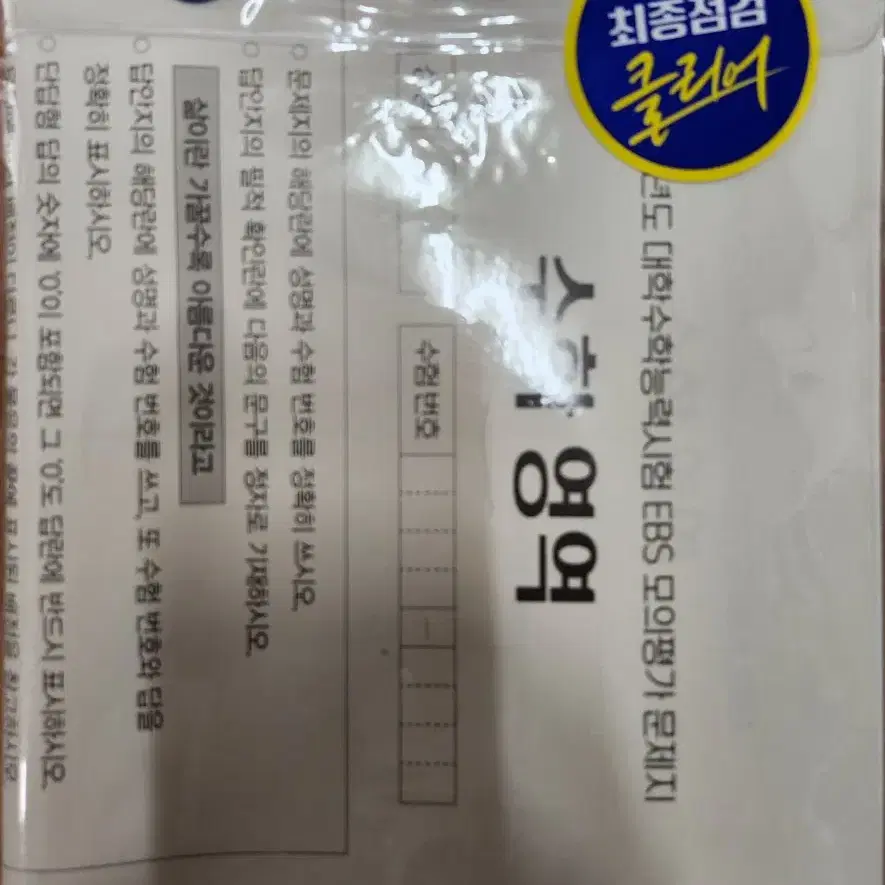 최종점검
클리어
년도 대학수학능력시험 EBS 모의평가 문제지
수학 영역
수험 번호
–
○ 문제지의 해당란에 성명과 수험 번호를 정확히 쓰시오.
○ 답안지의 필적 확인란에 다음의 문구를 정자로 기재하시오.
삶이란 가꿀수록 아름다운 것이라고
○ 답안지의 해당란에 성명과 수험 번호를 쓰고, 또 수험 번호와 답을
정확히 표시하시오.
○ 단답형 답의 숫자에 '0'이 포함되면 그 '0'도 답란에 반드시 표시하시오.